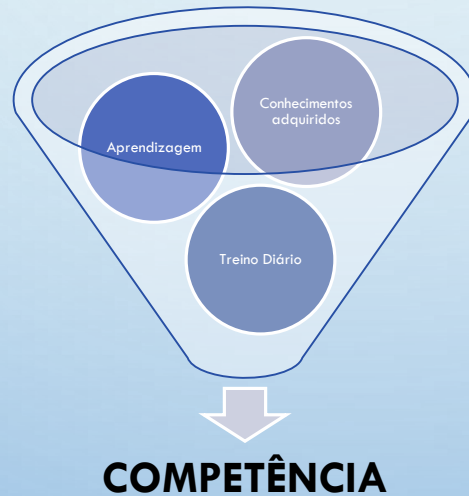 Conhecimentos
adquiridos
Aprendizagem
Treino Diário
COMPETÊNCIA